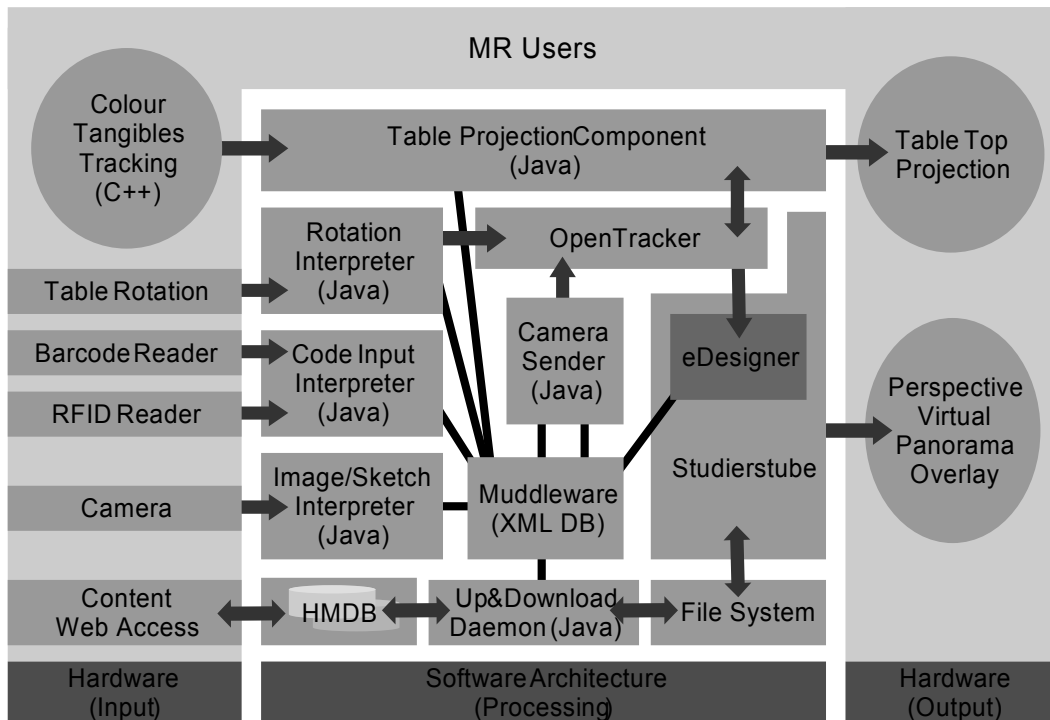 MR Users
Colour
Tangibles
Tracking
(C++)
Table ProjectionComponent
(Java)
Table Top
Projection
Rotation
Interpreter
(Java)
OpenTracker
Table Rotation
Barcode Reader
RFID Reader
Code Input
Interpreter
(Java)
Camera
Sender
(Java)
eDesigner
Perspective
Virtual
Panorama
Overlay
Camera
Image/Sketch
Interpreter
(Java)
Muddleware
(XML DB)
Studierstube
Content
Web Access
HMDB
Up&Download
Daemon (Java)
File System
Hardware
(Input)
Software Architecture
(Processing)
Hardware
(Output)